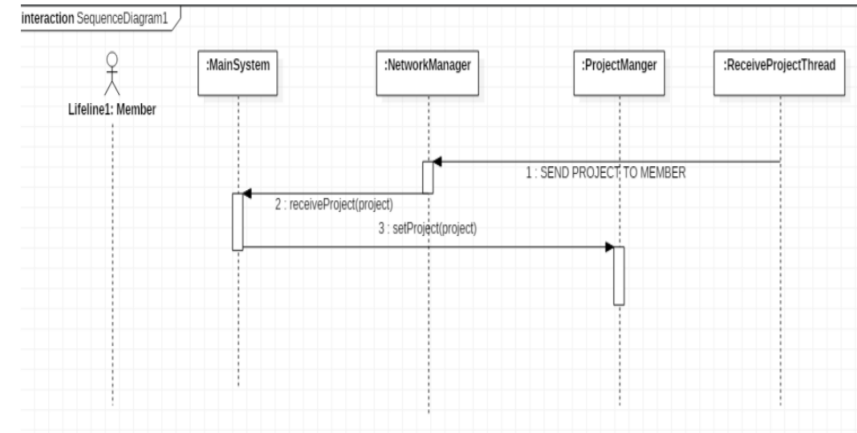 interaction SequenceDiagram1
:MainSystem
:NetworkManager
:ProjectManger
:ReceiveProjectThread
Lifeline1: Member
1 : SEND PROJECT TO MEMBER
2 : receiveProject(project)
3 : setProject(project)